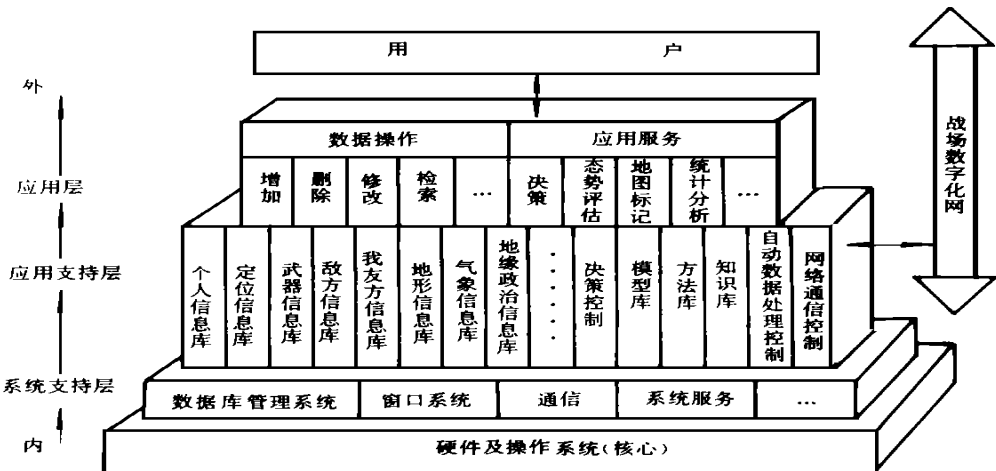 用 户
外
数据操作 应用服务
应用层
增加 删除 修改 检索 … 决策 态势评估 地图标记 统计分析 …
应用支持层
个人信息库 定位信息库 武器信息库 敌方信息库 我友方信息库 地形信息库 气象信息库 地缘政治信息库 ······ 决策控制 模型库 方法库 知识库 自动数据处理控制 网络通信控制
战场数字化网
系统支持层
数据库管理系统 窗口系统 通信 系统服务 …
内
硬件及操作系统(核心)